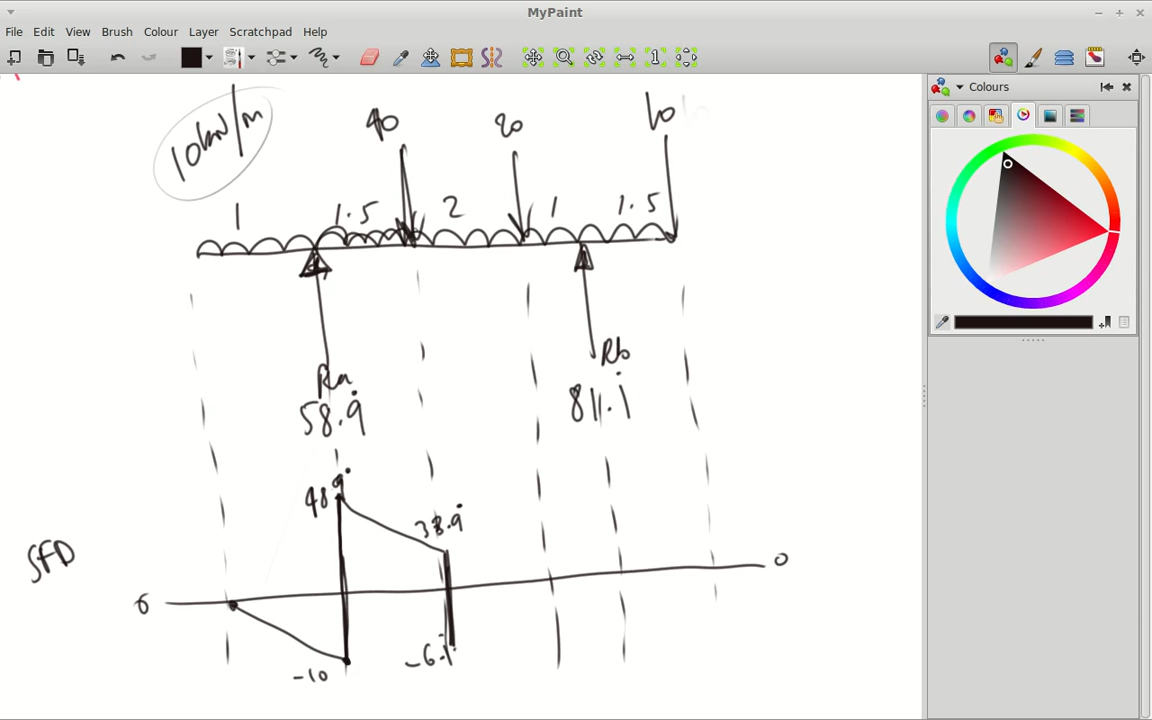 MyPaint
File Edit View Brush Colour Layer Scratchpad Help
Colours
10kN/m
40 20 10
1 1.5 2 1 1.5
Ra Rb
58.9 81.1
48.9
38.9
SFD
0 0
-10 -6.1